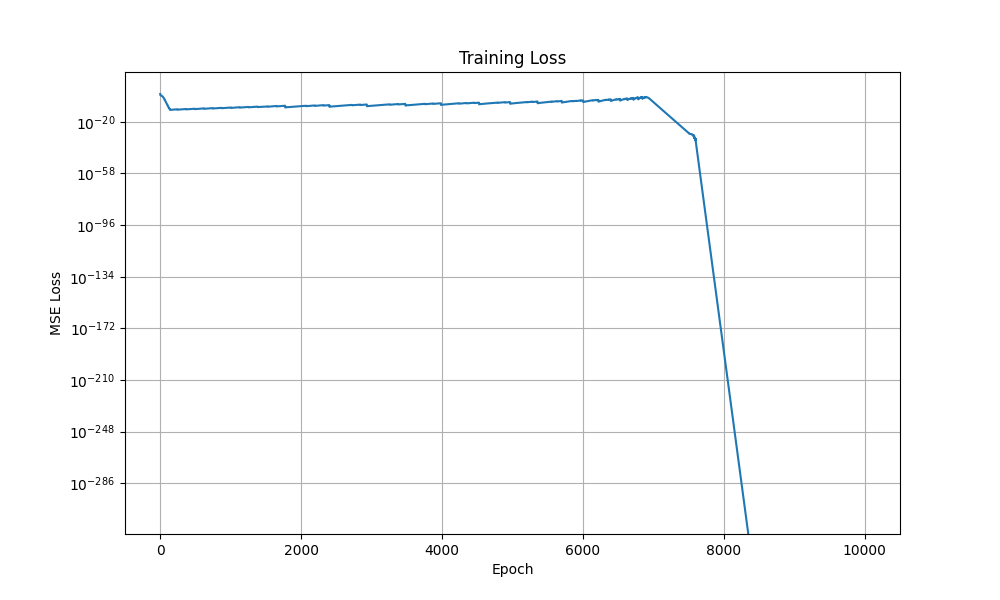 Training Loss
MSE Loss
10⁻²⁰
10⁻⁵⁸
10⁻⁹⁶
10⁻¹³⁴
10⁻¹⁷²
10⁻²¹⁰
10⁻²⁴⁸
10⁻²⁸⁶
0 2000 4000 6000 8000 10000
Epoch